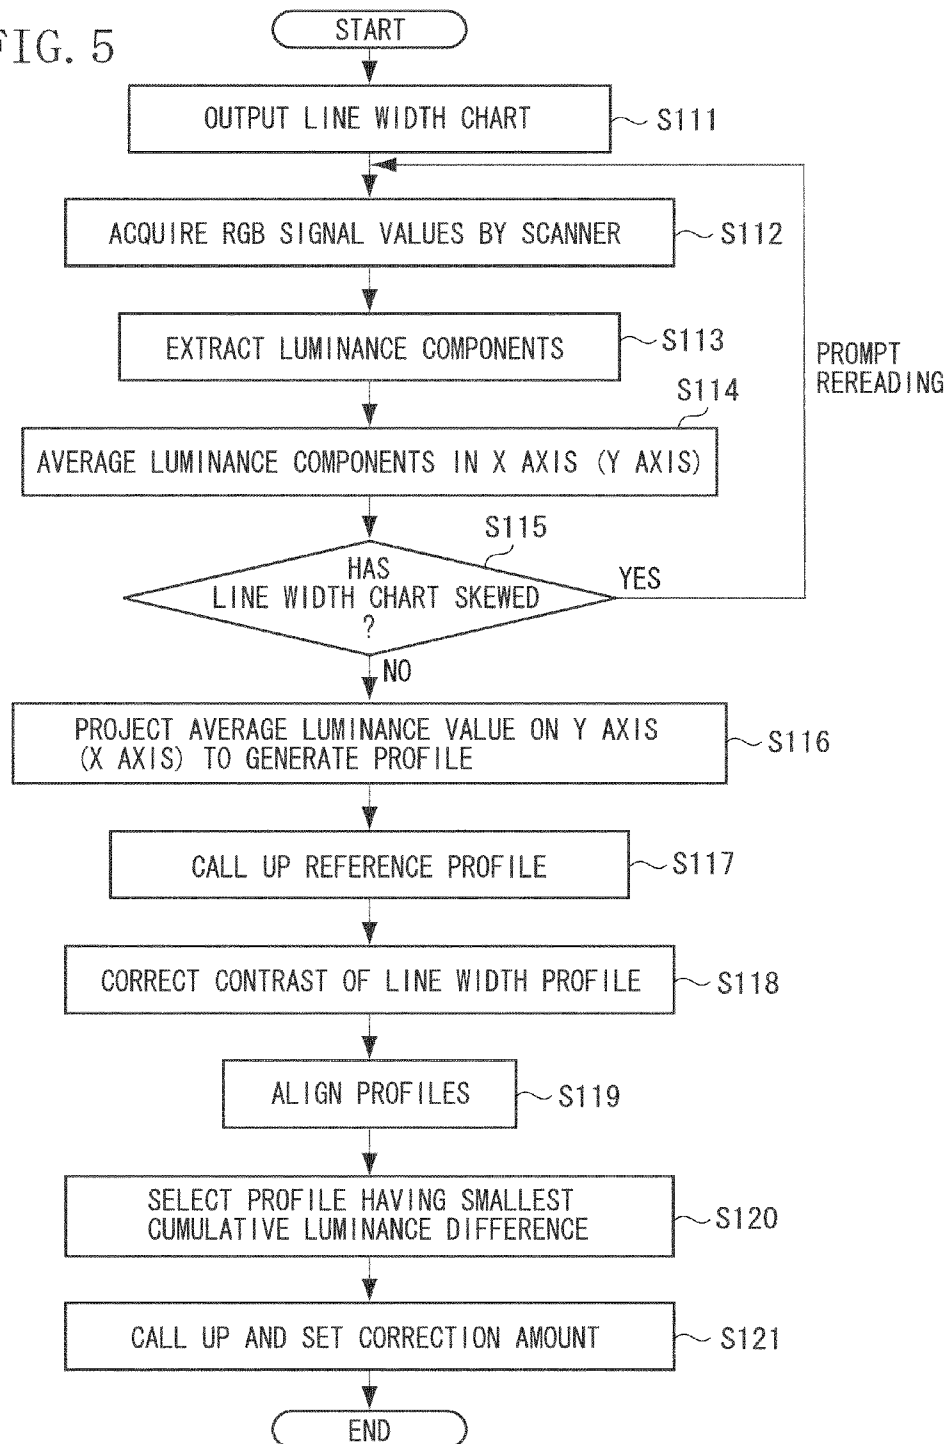 FIG. 5
START
OUTPUT LINE WIDTH CHART
S111
ACQUIRE RGB SIGNAL VALUES BY SCANNER
S112
EXTRACT LUMINANCE COMPONENTS
S113
PROMPT
REREADING
S114
AVERAGE LUMINANCE COMPONENTS IN X AXIS (Y AXIS)
S115
HAS
LINE WIDTH CHART SKEWED
?
YES
NO
PROJECT AVERAGE LUMINANCE VALUE ON Y AXIS
(X AXIS) TO GENERATE PROFILE
S116
CALL UP REFERENCE PROFILE
S117
CORRECT CONTRAST OF LINE WIDTH PROFILE
S118
ALIGN PROFILES
S119
SELECT PROFILE HAVING SMALLEST
CUMULATIVE LUMINANCE DIFFERENCE
S120
CALL UP AND SET CORRECTION AMOUNT
S121
END